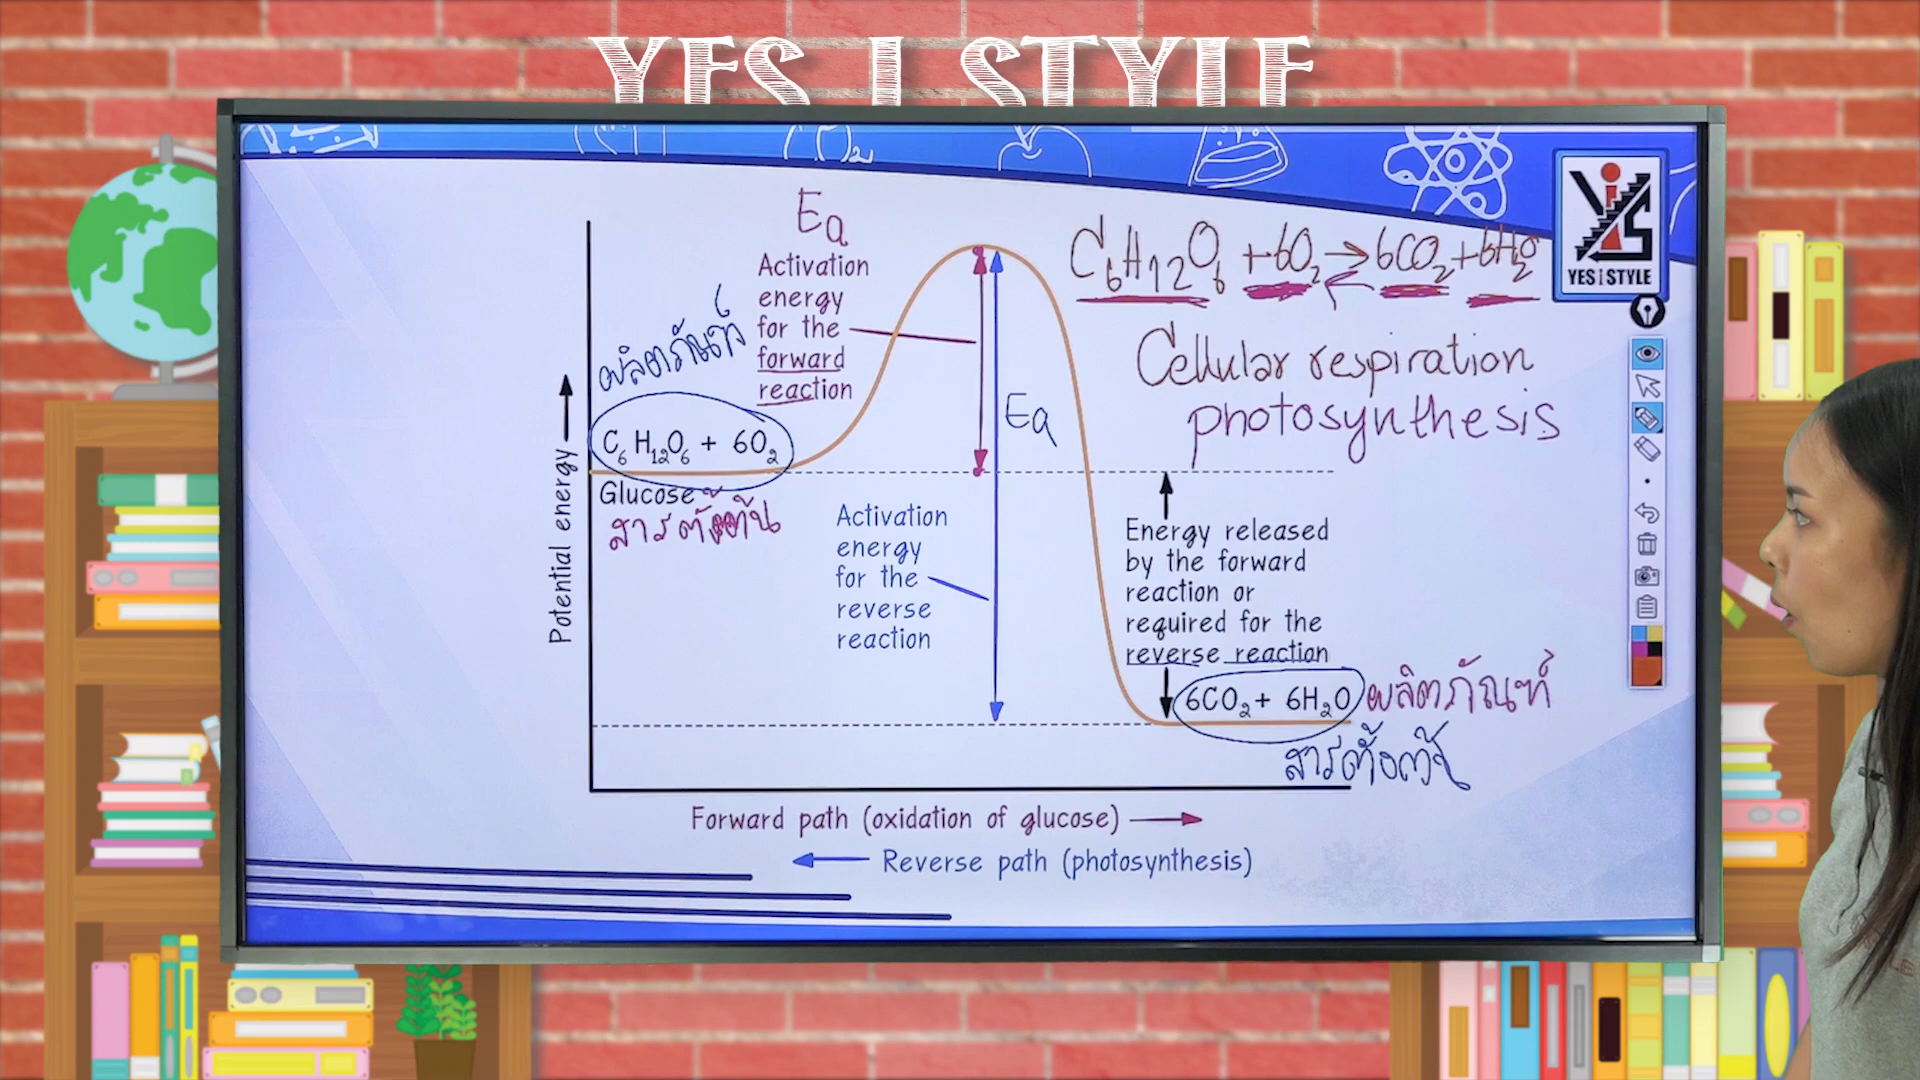 YES I STYLE
YES I STYLE
Ea
Activation
energy
for the
forward
reaction
C₆H₁₂O₆ +6O₂ → 6CO₂ +6H₂O
Cellular respiration
photosynthesis
ผลิตภัณฑ์
C₆H₁₂O₆ + 6O₂
Glucose
สารตั้งต้น
Ea
Potential energy
Activation
energy
for the
reverse
reaction
Energy released
by the forward
reaction or
required for the
reverse reaction
6CO₂ + 6H₂O
ผลิตภัณฑ์
สารตั้งต้น
Forward path (oxidation of glucose)
Reverse path (photosynthesis)
O₂